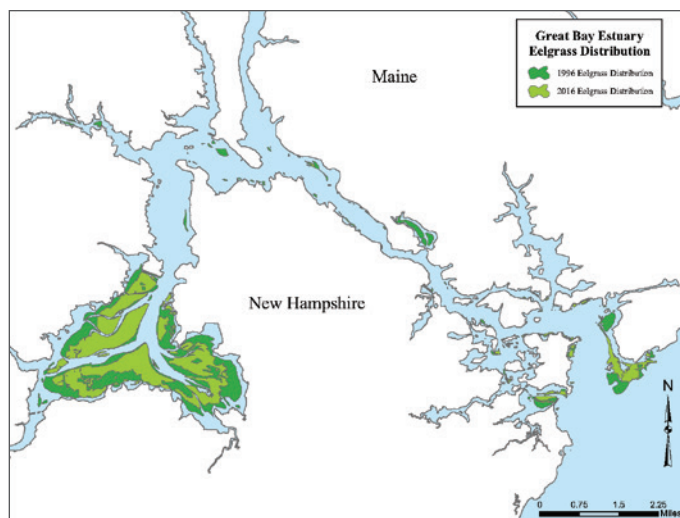 Great Bay Estuary
Eelgrass Distribution
1996 Eelgrass Distribution
2016 Eelgrass Distribution
Maine
New Hampshire
N
0 0.75 1.5 2.25
Miles